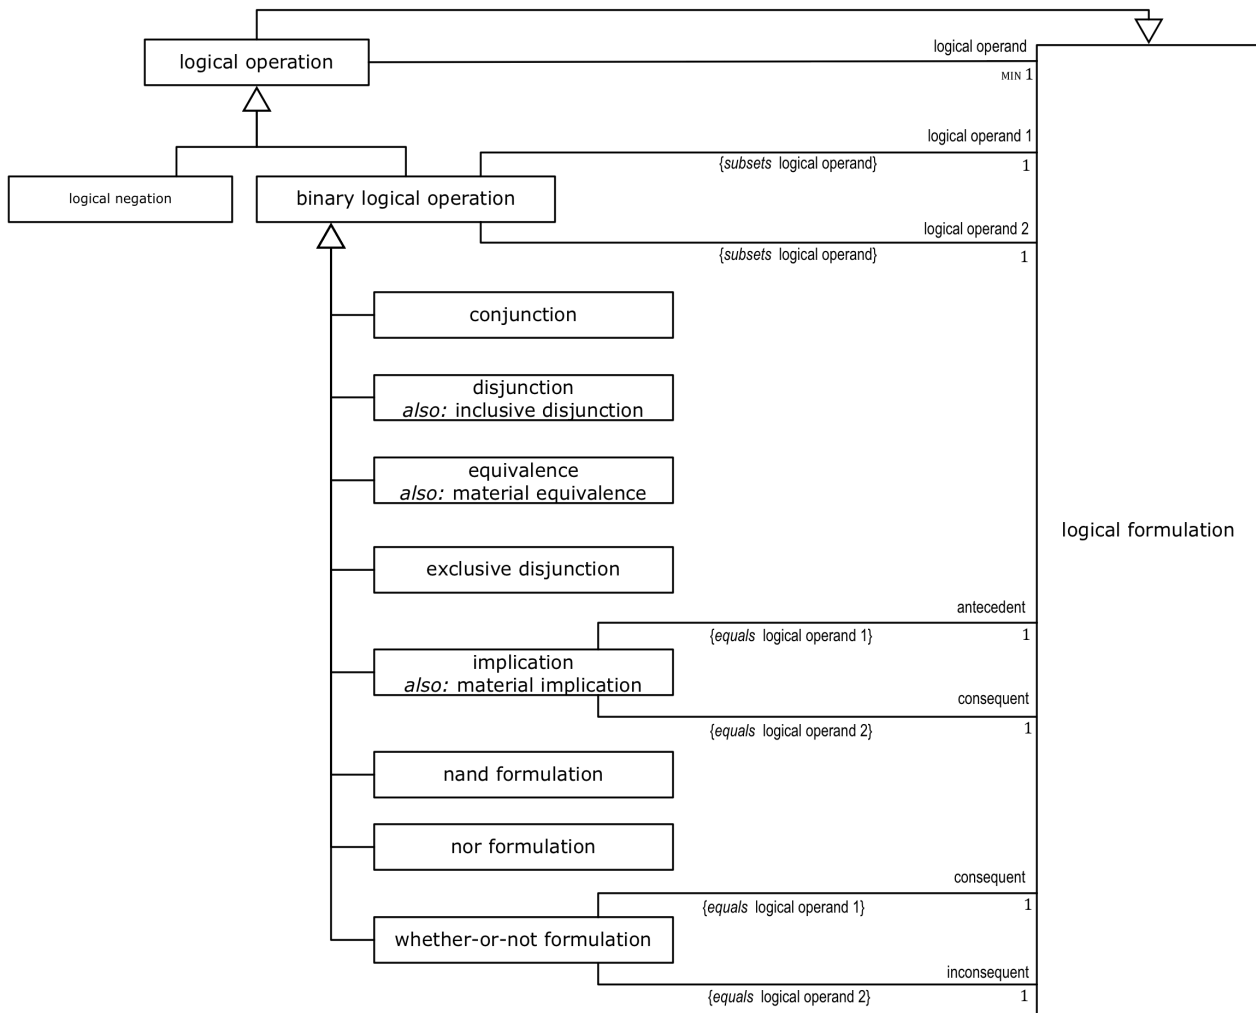 logical operand
logical operation
MIN 1
logical operand 1
{subsets logical operand}
1
logical negation
binary logical operation
logical operand 2
{subsets logical operand}
1
conjunction
disjunction
also: inclusive disjunction
equivalence
also: material equivalence
logical formulation
exclusive disjunction
antecedent
{equals logical operand 1}
1
implication
also: material implication
consequent
{equals logical operand 2}
1
nand formulation
nor formulation
consequent
{equals logical operand 1}
1
whether-or-not formulation
inconsequent
{equals logical operand 2}
1